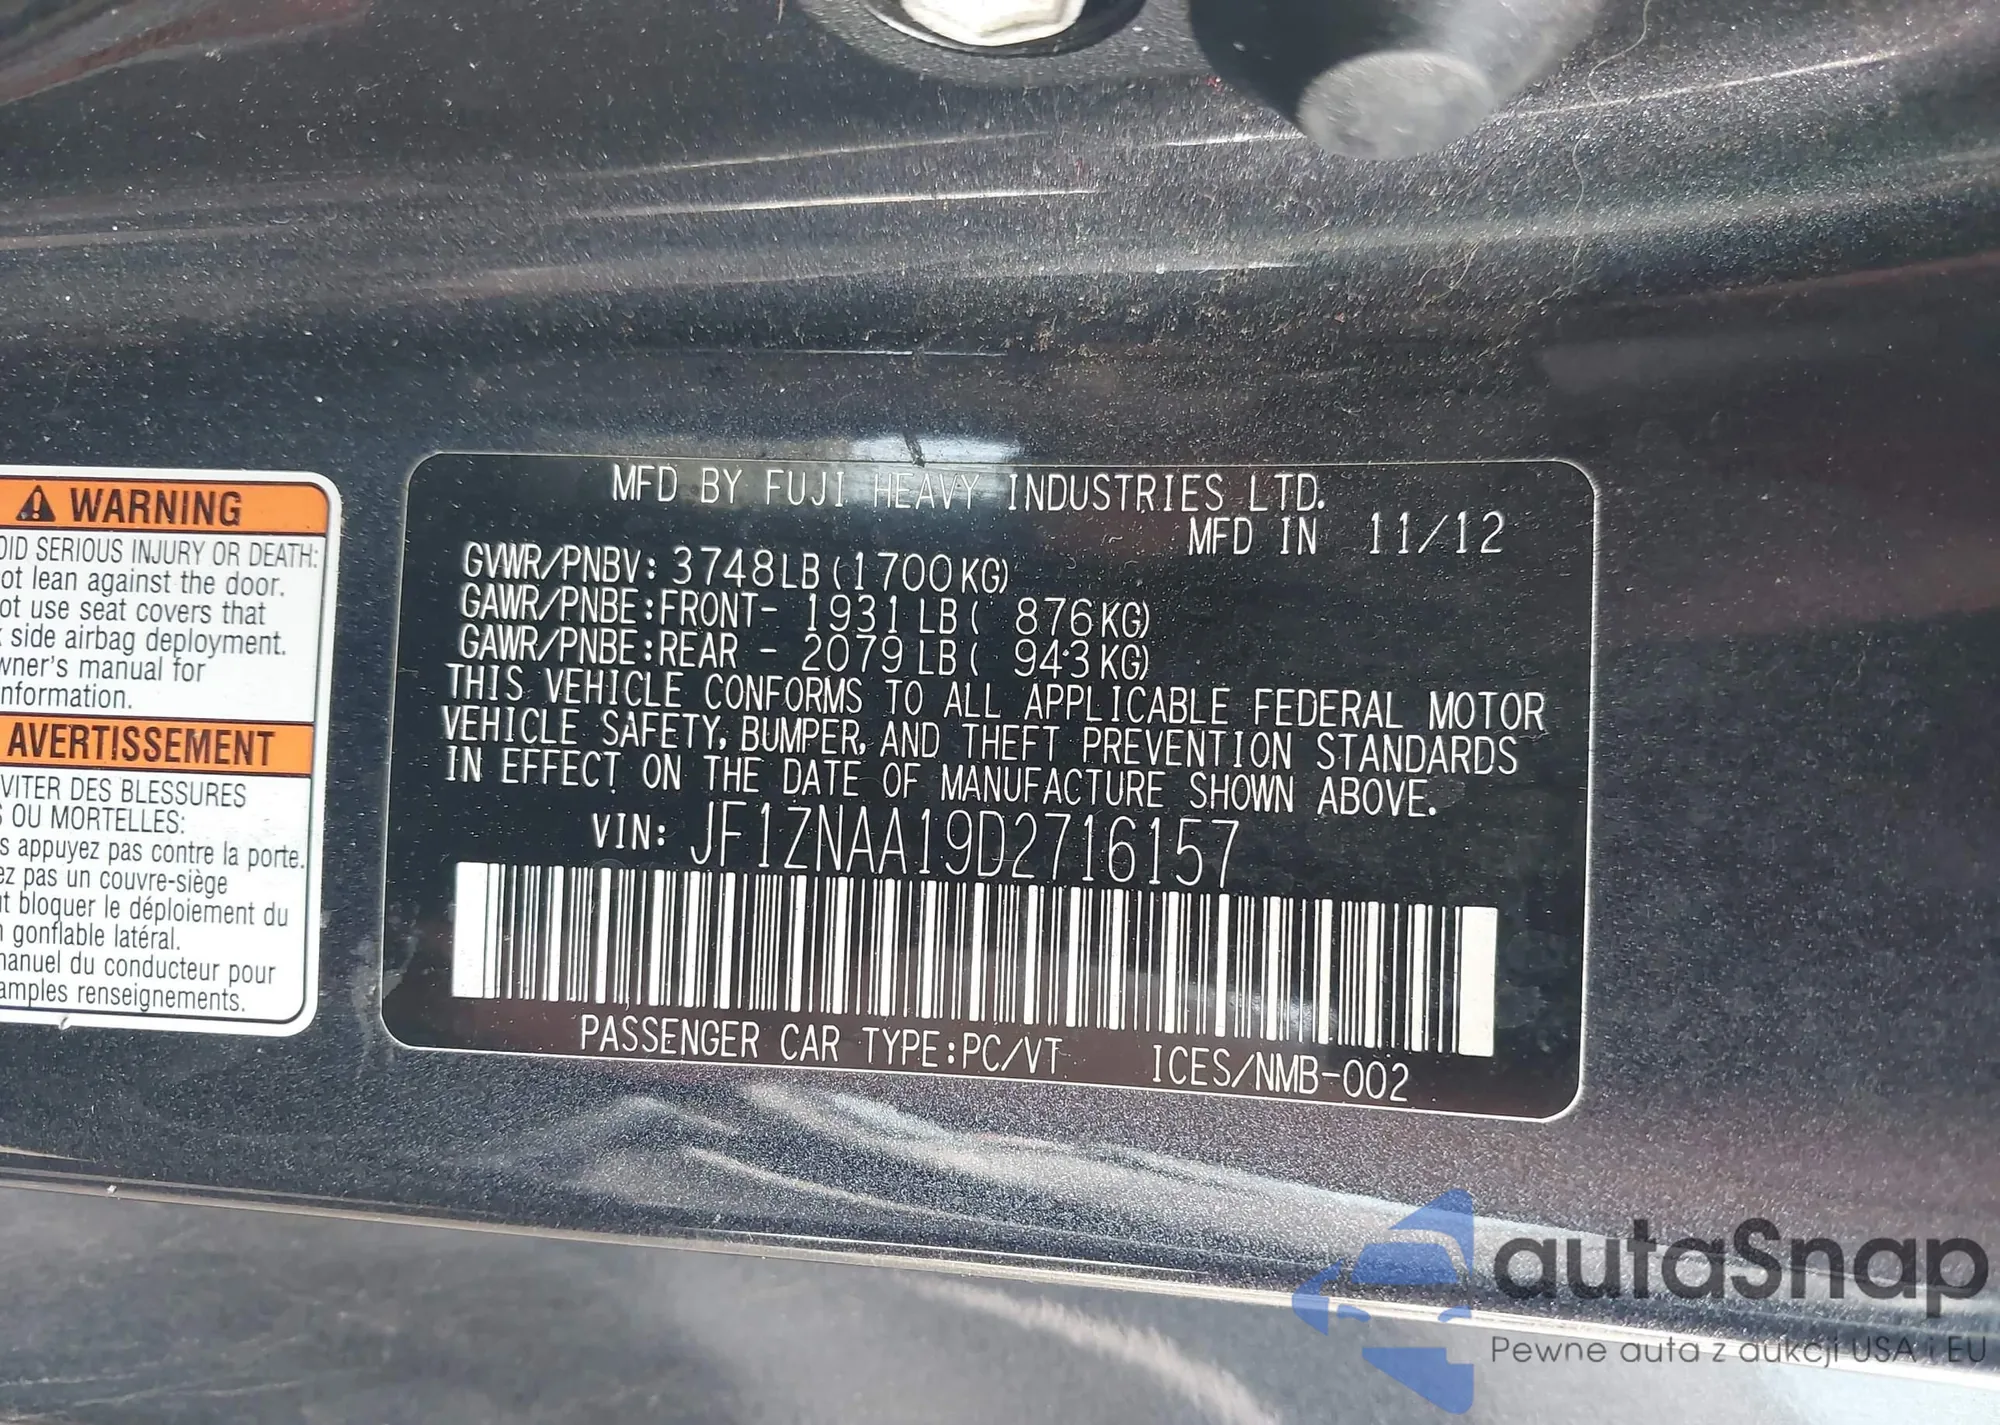 WARNING
OID SERIOUS INJURY OR DEATH:
ot lean against the door.
ot use seat covers that
side airbag deployment.
wner's manual for
nformation.
AVERTISSEMENT
VITER DES BLESSURES
S OU MORTELLES:
s appuyez pas contre la porte.
ez pas un couvre-siège
t bloquer le déploiement du
n gonflable latéral.
manuel du conducteur pour
amples renseignements.
MFD BY FUJI HEAVY INDUSTRIES LTD.
MFD IN 11/12
GVWR/PNBV: 3748LB(1700KG)
GAWR/PNBE:FRONT- 1931LB( 876KG)
GAWR/PNBE:REAR - 2079LB( 943KG)
THIS VEHICLE CONFORMS TO ALL APPLICABLE FEDERAL MOTOR
VEHICLE SAFETY, BUMPER, AND THEFT PREVENTION STANDARDS
IN EFFECT ON THE DATE OF MANUFACTURE SHOWN ABOVE.
VIN: JF1ZNAA19D2716157
PASSENGER CAR TYPE:PC/VT ICES/NMB-002
autaSnap
Pewne auta z aukcji USA i EU